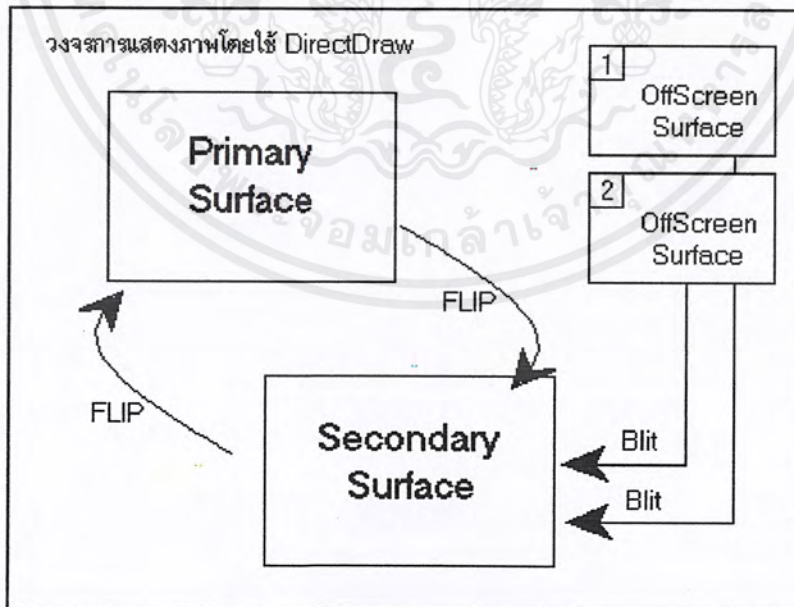 วงจรการแสดงภาพโดยใช้ DirectDraw
Primary
Surface
1
OffScreen
Surface
2
OffScreen
Surface
FLIP
FLIP
Secondary
Surface
Blit
Blit